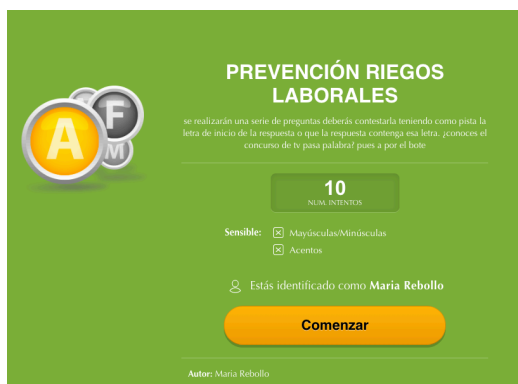 A
F
M
PREVENCIÓN RIEGOS
LABORALES
se realizarán una serie de preguntas deberás contestarla teniendo como pista la
letra de inicio de la respuesta o que la respuesta contenga esa letra. ¿conoces el
concurso de tv pasa palabra? pues a por el bote
10
NUM. INTENTOS
Sensible: Mayúsculas/Minúsculas
Acentos
Estás identificado como Maria Rebollo
Comenzar
Autor: Maria Rebollo